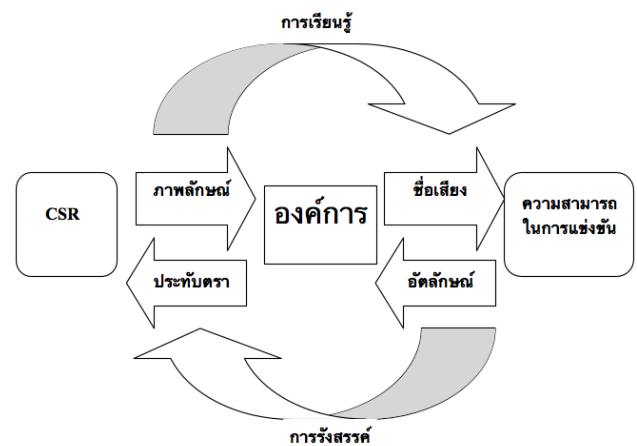 การเรียนรู้
CSR
ภาพลักษณ์
องค์การ
ชื่อเสียง
ความสามารถ
ในการแข่งขัน
ประทับตรา
อัตลักษณ์
การรังสรรค์